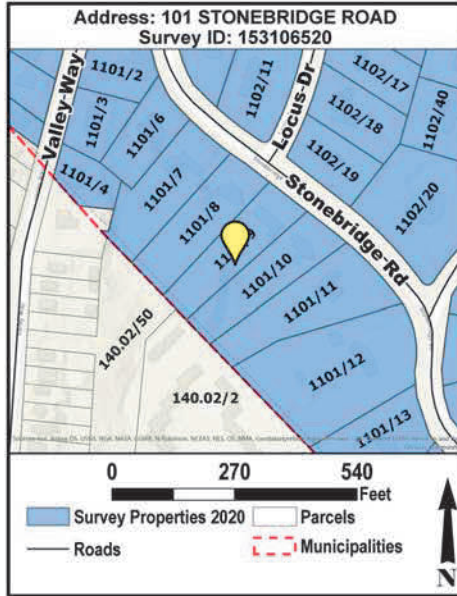 Address: 101 STONEBRIDGE ROAD
Survey ID: 153106520
1101/2
1102/11
1102/17
1102/40
Valley-Way
1101/3
1101/6
Locus-Dr
1102/18
1101/4
1101/7
1102/19
1101/8
Stonebridge-Rd
1102/20
1101/10
1101/11
140.02/50
1101/12
140.02/2
1101/13
0 270 540
Feet
Survey Properties 2020
Parcels
Roads
Municipalities
N